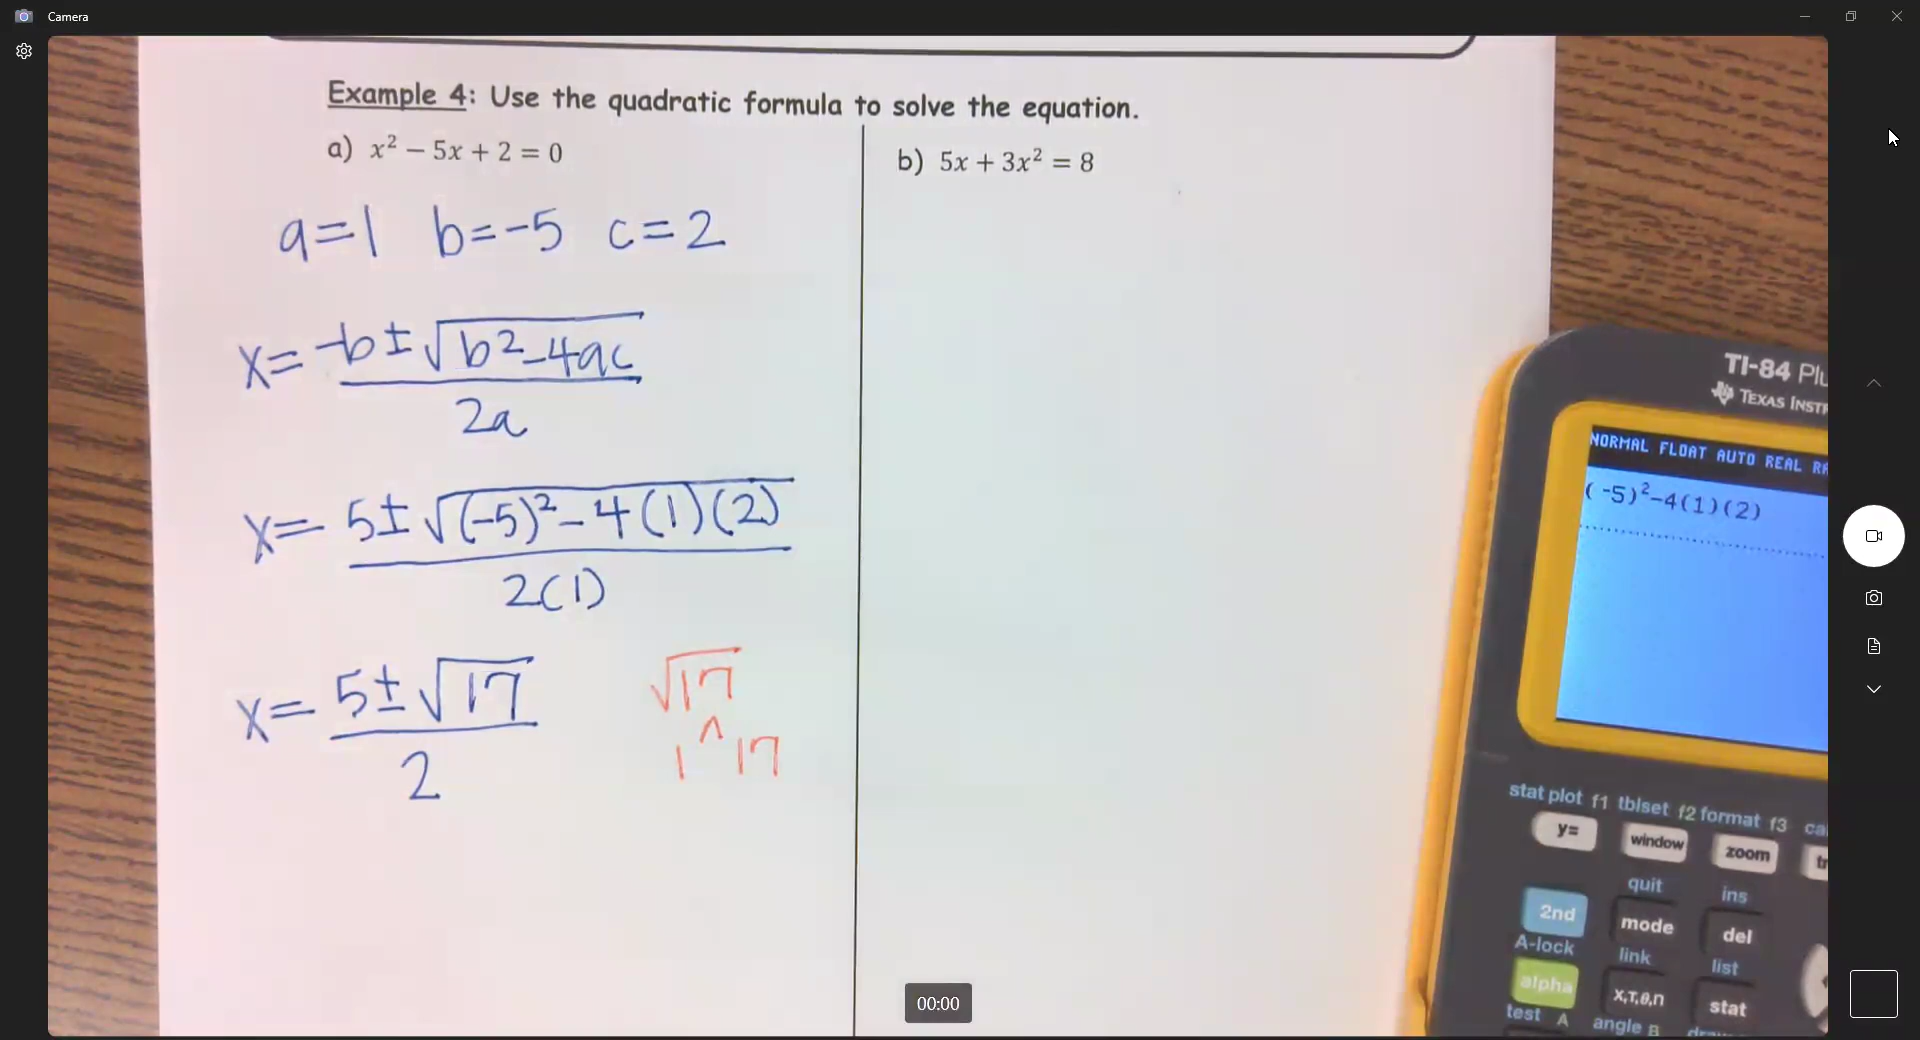 Camera
Example 4: Use the quadratic formula to solve the equation.
a) x² − 5x + 2 = 0
a=1 b=-5 c=2
x= -b±√b²-4ac
2a
x= 5±√(-5)²-4(1)(2)
2(1)
x= 5±√17
2
√17
^
1 17
b) 5x + 3x² = 8
TI-84
NORMAL FLOAT AUTO REAL
(-5)²-4(1)(2)
stat plot f1 tblset f2 format f3
y= window zoom
quit ins
2nd mode del
A-lock link list
alpha X,T,θ,n stat
test A angle B
00:00